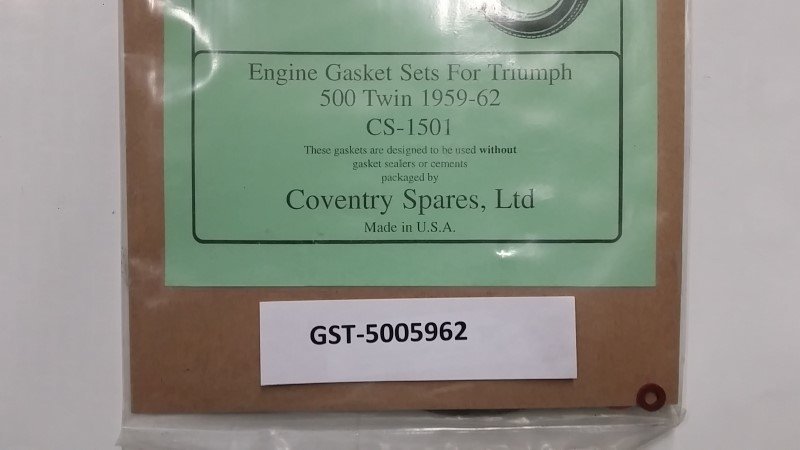 Engine Gasket Sets For Triumph
500 Twin 1959-62
CS-1501
These gaskets are designed to be used without
gasket sealers or cements
packaged by
Coventry Spares, Ltd
Made in U.S.A.
GST-5005962